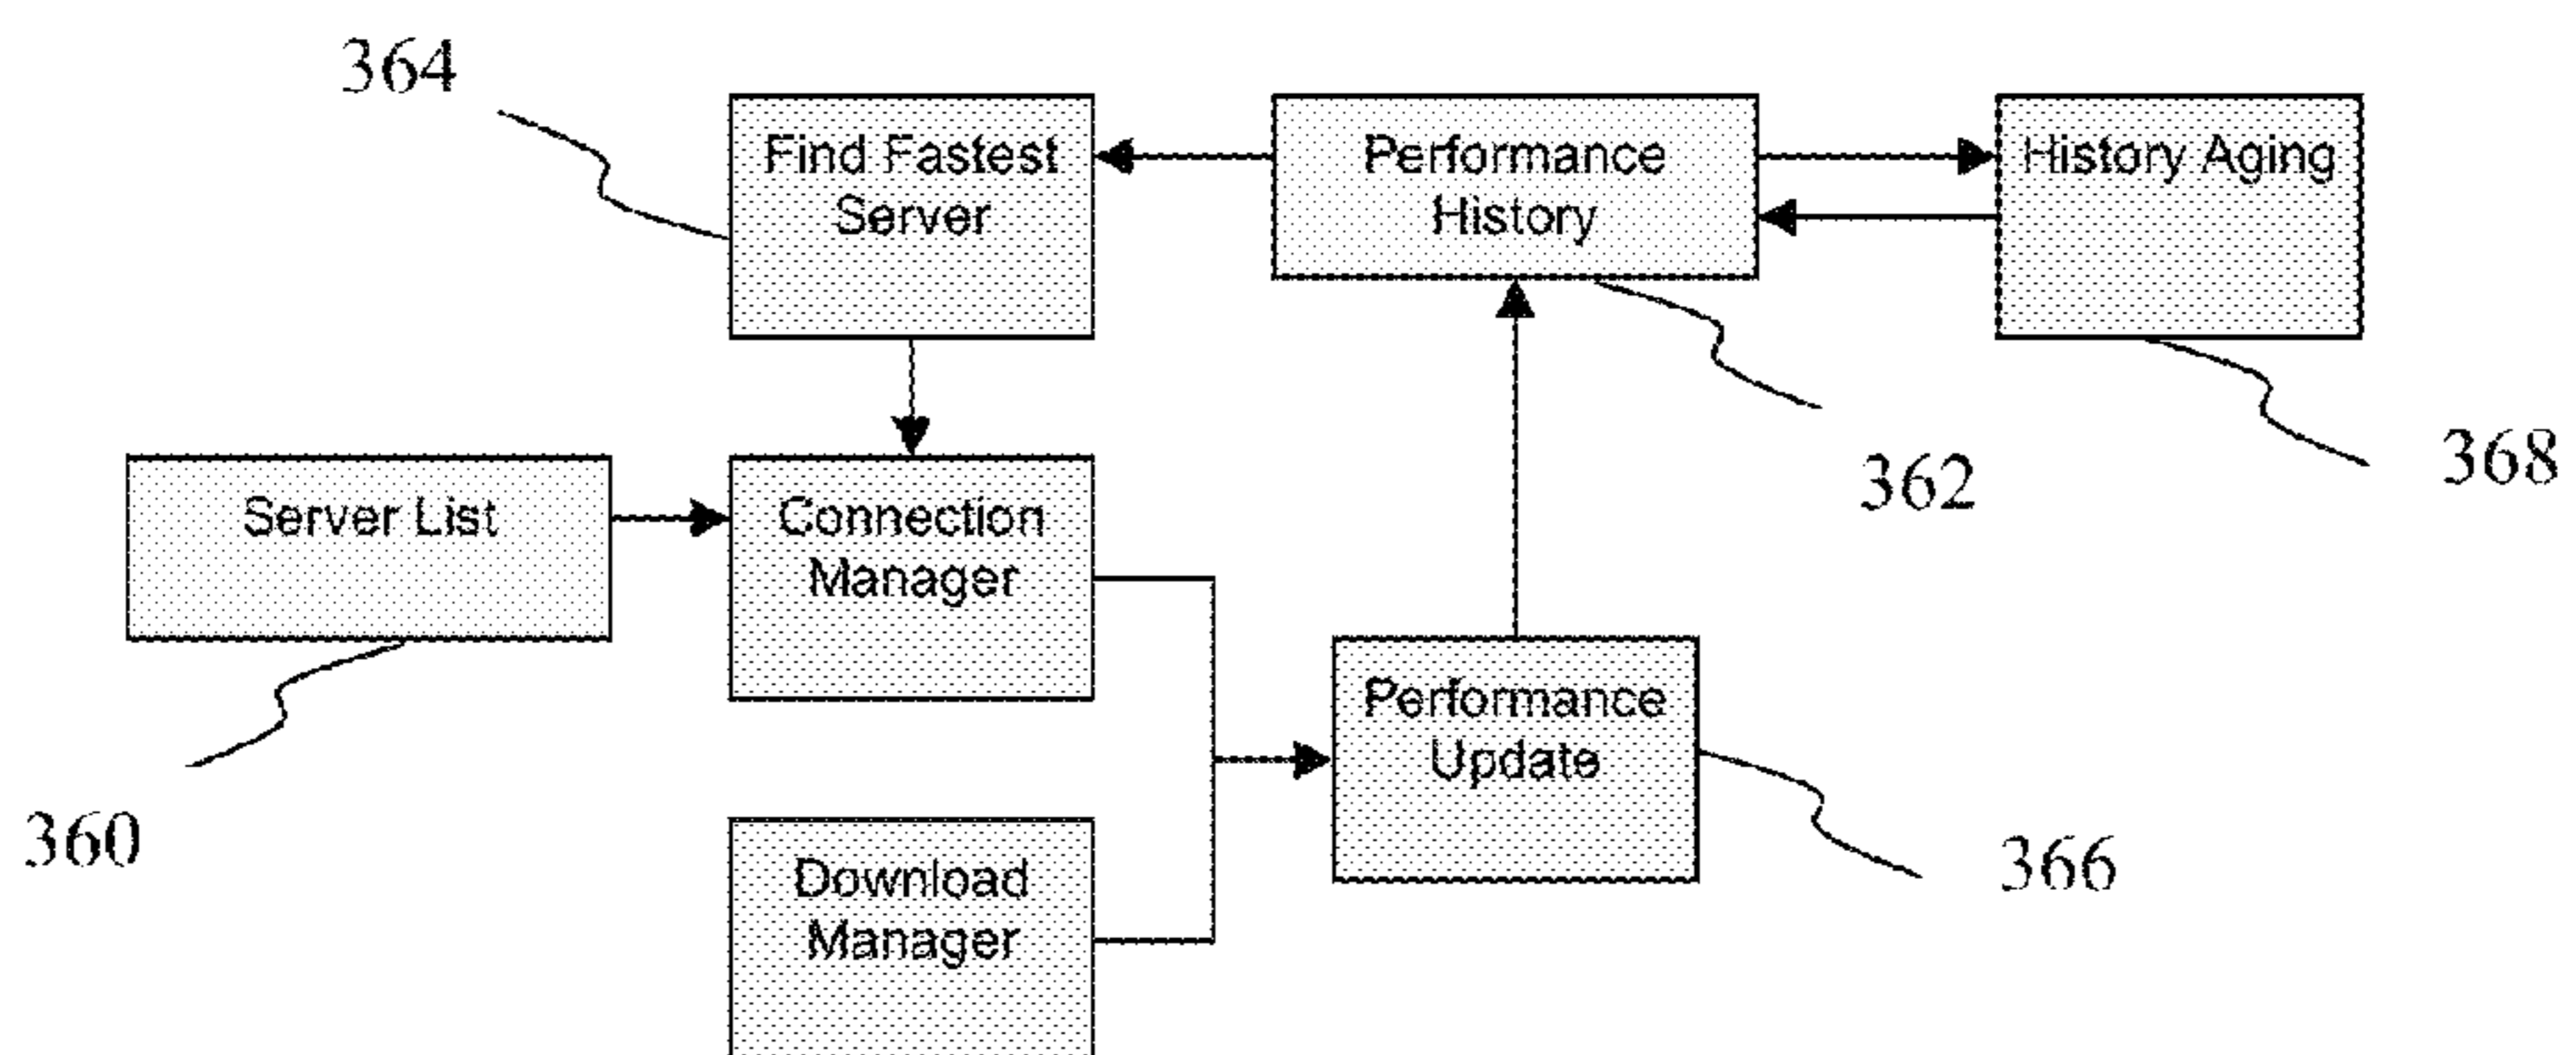 364
Find Fastest
Server
Performance
History
History Aging
362
368
Server List
Connection
Manager
360
Performance
Update
366
Download
Manager